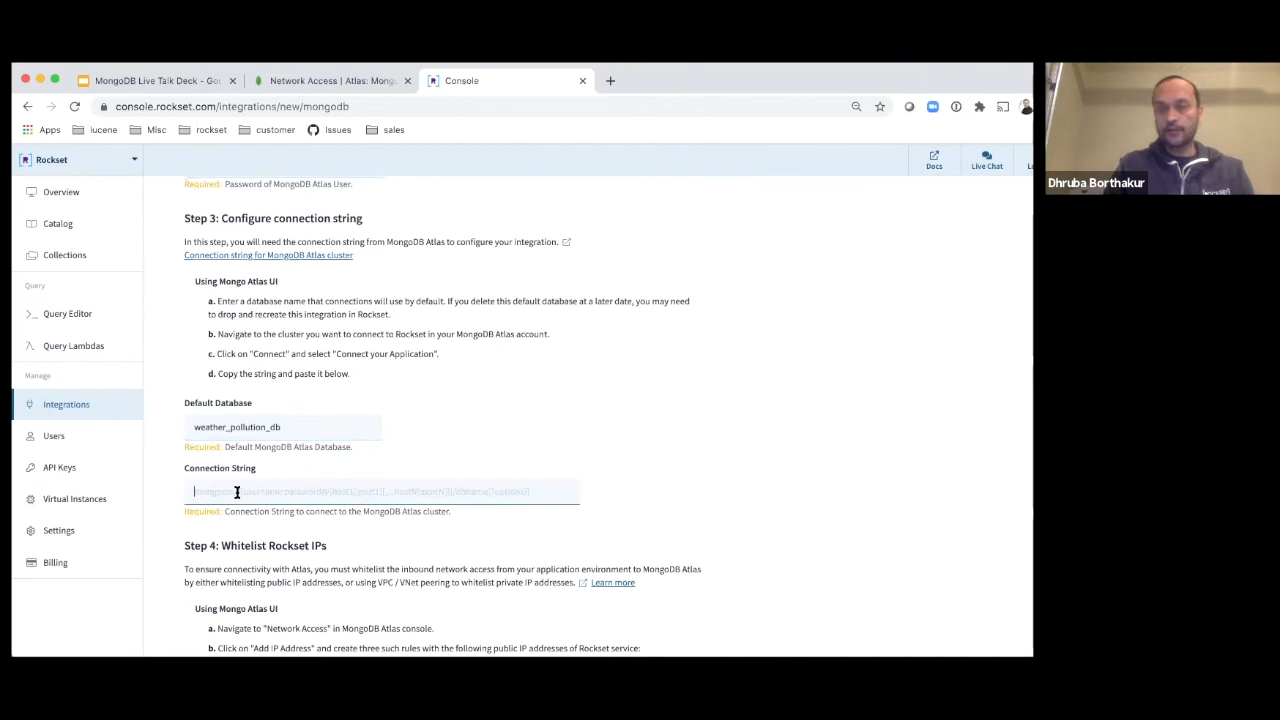 MongoDB Live Talk Deck - Go
Network Access | Atlas: Mong
Console
console.rockset.com/integrations/new/mongodb
Apps
lucene
Misc
rockset
customer
Issues
sales
Rockset
Docs
Live Chat
Dhruba Borthakur
Overview
Catalog
Collections
Query
Query Editor
Query Lambdas
Manage
Integrations
Users
API Keys
Virtual Instances
Settings
Billing
Required: Password of MongoDB Atlas User.
Step 3: Configure connection string
In this step, you will need the connection string from MongoDB Atlas to configure your integration.
Connection string for MongoDB Atlas cluster
Using Mongo Atlas UI
a. Enter a database name that connections will use by default. If you delete this default database at a later date, you may need
to drop and recreate this integration in Rockset.
b. Navigate to the cluster you want to connect to Rockset in your MongoDB Atlas account.
c. Click on "Connect" and select "Connect your Application".
d. Copy the string and paste it below.
Default Database
weather_pollution_db
Required: Default MongoDB Atlas Database.
Connection String
Required: Connection String to connect to the MongoDB Atlas cluster.
Step 4: Whitelist Rockset IPs
To ensure connectivity with Atlas, you must whitelist the inbound network access from your application environment to MongoDB Atlas
by either whitelisting public IP addresses, or using VPC / VNet peering to whitelist private IP addresses. Learn more
Using Mongo Atlas UI
a. Navigate to "Network Access" in MongoDB Atlas console.
b. Click on "Add IP Address" and create three such rules with the following public IP addresses of Rockset service: